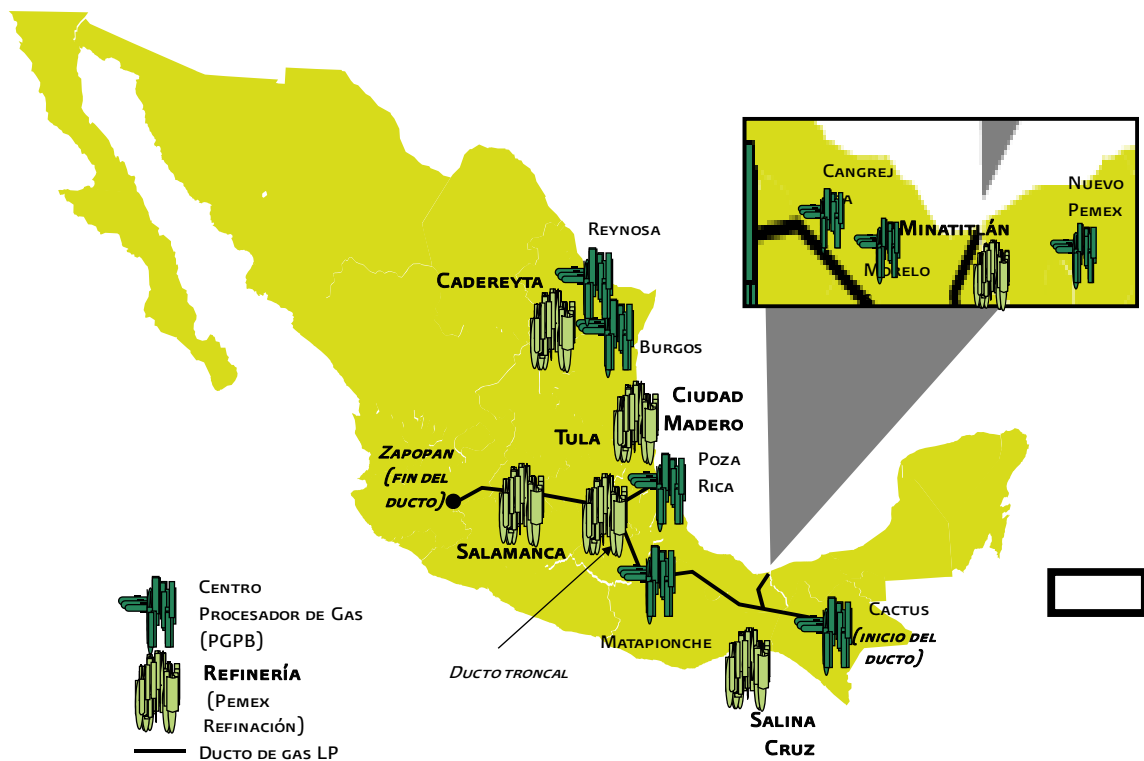 Cangrej
a
Nuevo
Pemex
Minatitlán
Morelo
Reynosa
Cadereyta
Burgos
Ciudad
Madero
Tula
Poza
Rica
Zapopan
(fin del
ducto)
Salamanca
Matapionche
Cactus
(inicio del
ducto)
Ducto troncal
Salina
Cruz
Centro
Procesador de Gas
(PGPB)
Refinería
(Pemex
Refinación)
Ducto de gas LP